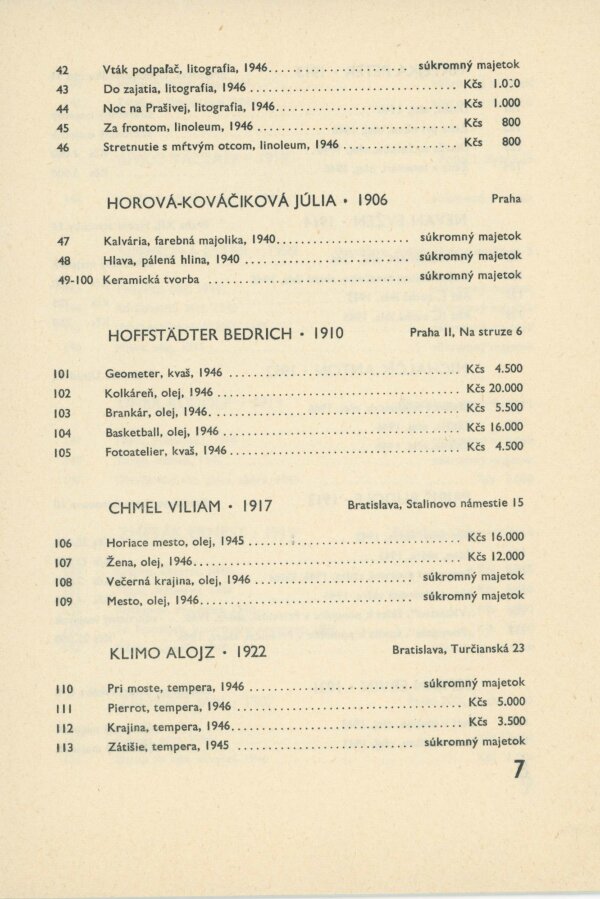 42 Vták podpaľač, litografia, 1946 súkromný majetok
43 Do zajatia, litografia, 1946 Kčs 1.000
44 Noc na Prašivej, litografia, 1946 Kčs 1.000
45 Za frontom, linoleum, 1946 Kčs 800
46 Stretnutie s mŕtvým otcom, linoleum, 1946 Kčs 800
HOROVÁ-KOVÁČIKOVÁ JÚLIA • 1906 Praha
47 Kalvária, farebná majolika, 1940 súkromný majetok
48 Hlava, pálená hlina, 1940 súkromný majetok
49-100 Keramická tvorba súkromný majetok
HOFFSTÄDTER BEDRICH • 1910 Praha II, Na struze 6
101 Geometer, kvaš, 1946 Kčs 4.500
102 Kolkáreň, olej, 1946 Kčs 20.000
103 Brankár, olej, 1946 Kčs 5.500
104 Basketball, olej, 1946 Kčs 16.000
105 Fotoatelier, kvaš, 1946 Kčs 4.500
CHMEL VILIAM • 1917 Bratislava, Stalinovo námestie 15
106 Horiace mesto, olej, 1945 Kčs 16.000
107 Žena, olej, 1946 Kčs 12.000
108 Večerná krajina, olej, 1946 súkromný majetok
109 Mesto, olej, 1946 súkromný majetok
KLIMO ALOJZ • 1922 Bratislava, Turčianská 23
110 Pri moste, tempera, 1946 súkromný majetok
111 Pierrot, tempera, 1946 Kčs 5.000
112 Krajina, tempera, 1946 Kčs 3.500
113 Zátišie, tempera, 1945 súkromný majetok
7